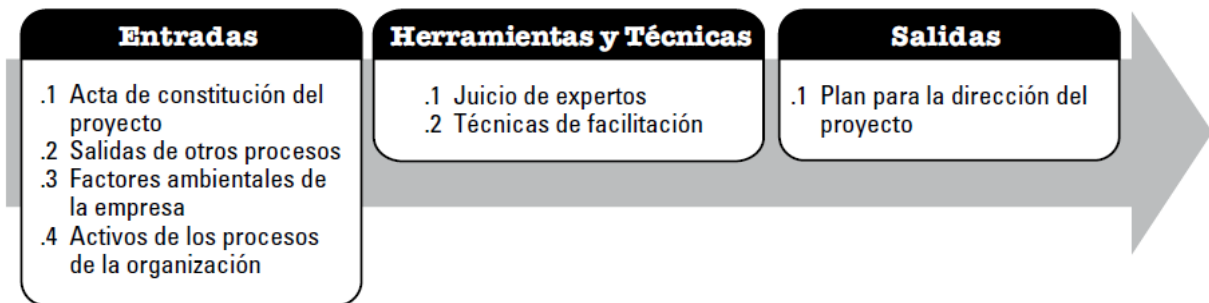 Entradas
.1 Acta de constitución del
proyecto
.2 Salidas de otros procesos
.3 Factores ambientales de
la empresa
.4 Activos de los procesos
de la organización
Herramientas y Técnicas
.1 Juicio de expertos
.2 Técnicas de facilitación
Salidas
.1 Plan para la dirección del
proyecto